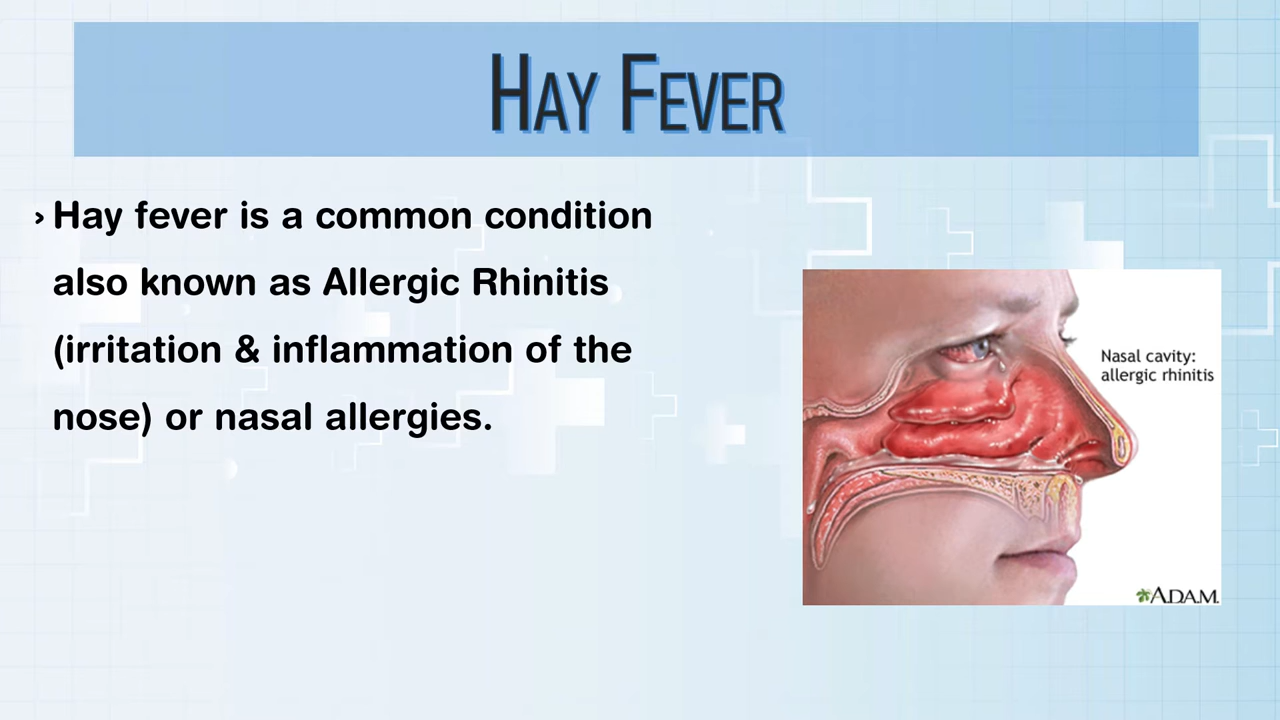 HAY FEVER
› Hay fever is a common condition
also known as Allergic Rhinitis
(irritation & inflammation of the
nose) or nasal allergies.
Nasal cavity:
allergic rhinitis
ADAM.